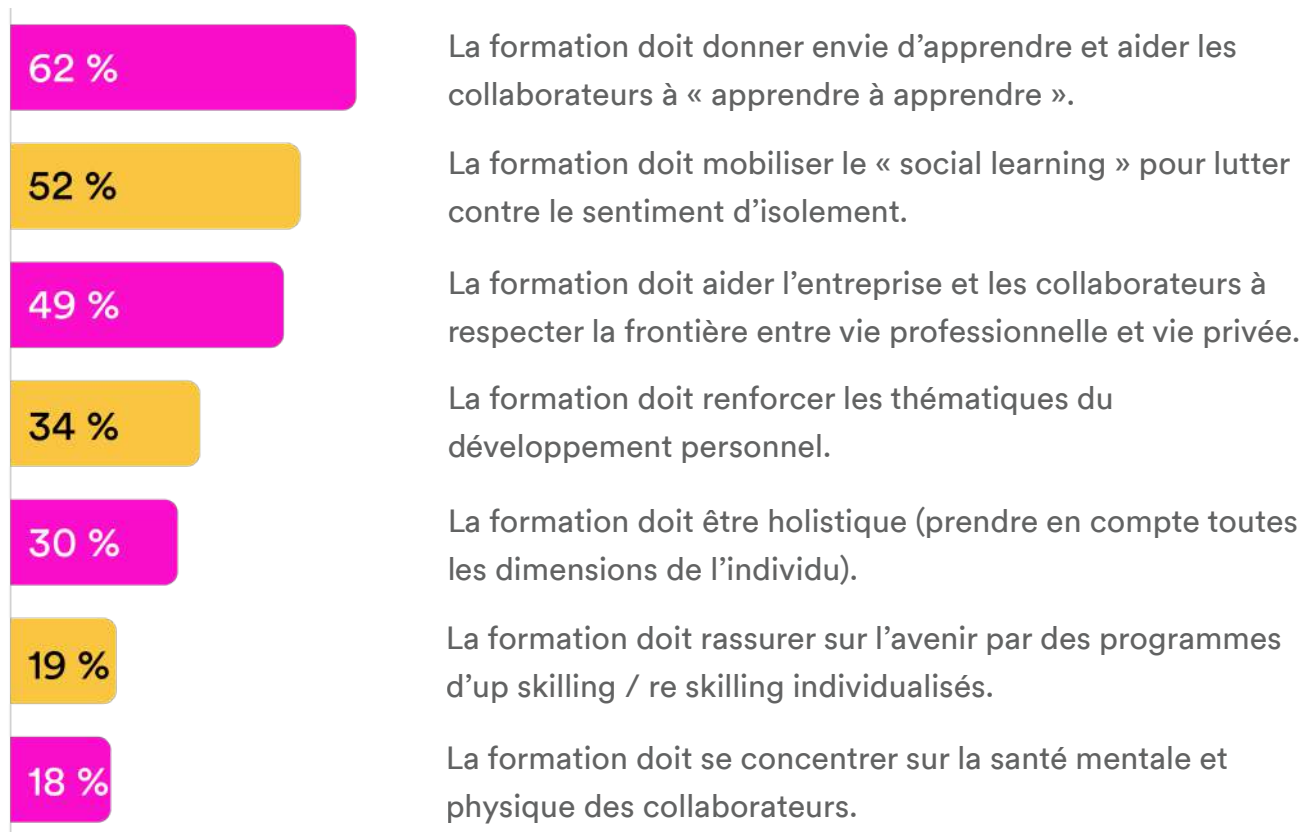 62 %
La formation doit donner envie d’apprendre et aider les
collaborateurs à « apprendre à apprendre ».
52 %
La formation doit mobiliser le « social learning » pour lutter
contre le sentiment d’isolement.
49 %
La formation doit aider l’entreprise et les collaborateurs à
respecter la frontière entre vie professionnelle et vie privée.
34 %
La formation doit renforcer les thématiques du
développement personnel.
30 %
La formation doit être holistique (prendre en compte toutes
les dimensions de l’individu).
19 %
La formation doit rassurer sur l’avenir par des programmes
d’up skilling / re skilling individualisés.
18 %
La formation doit se concentrer sur la santé mentale et
physique des collaborateurs.